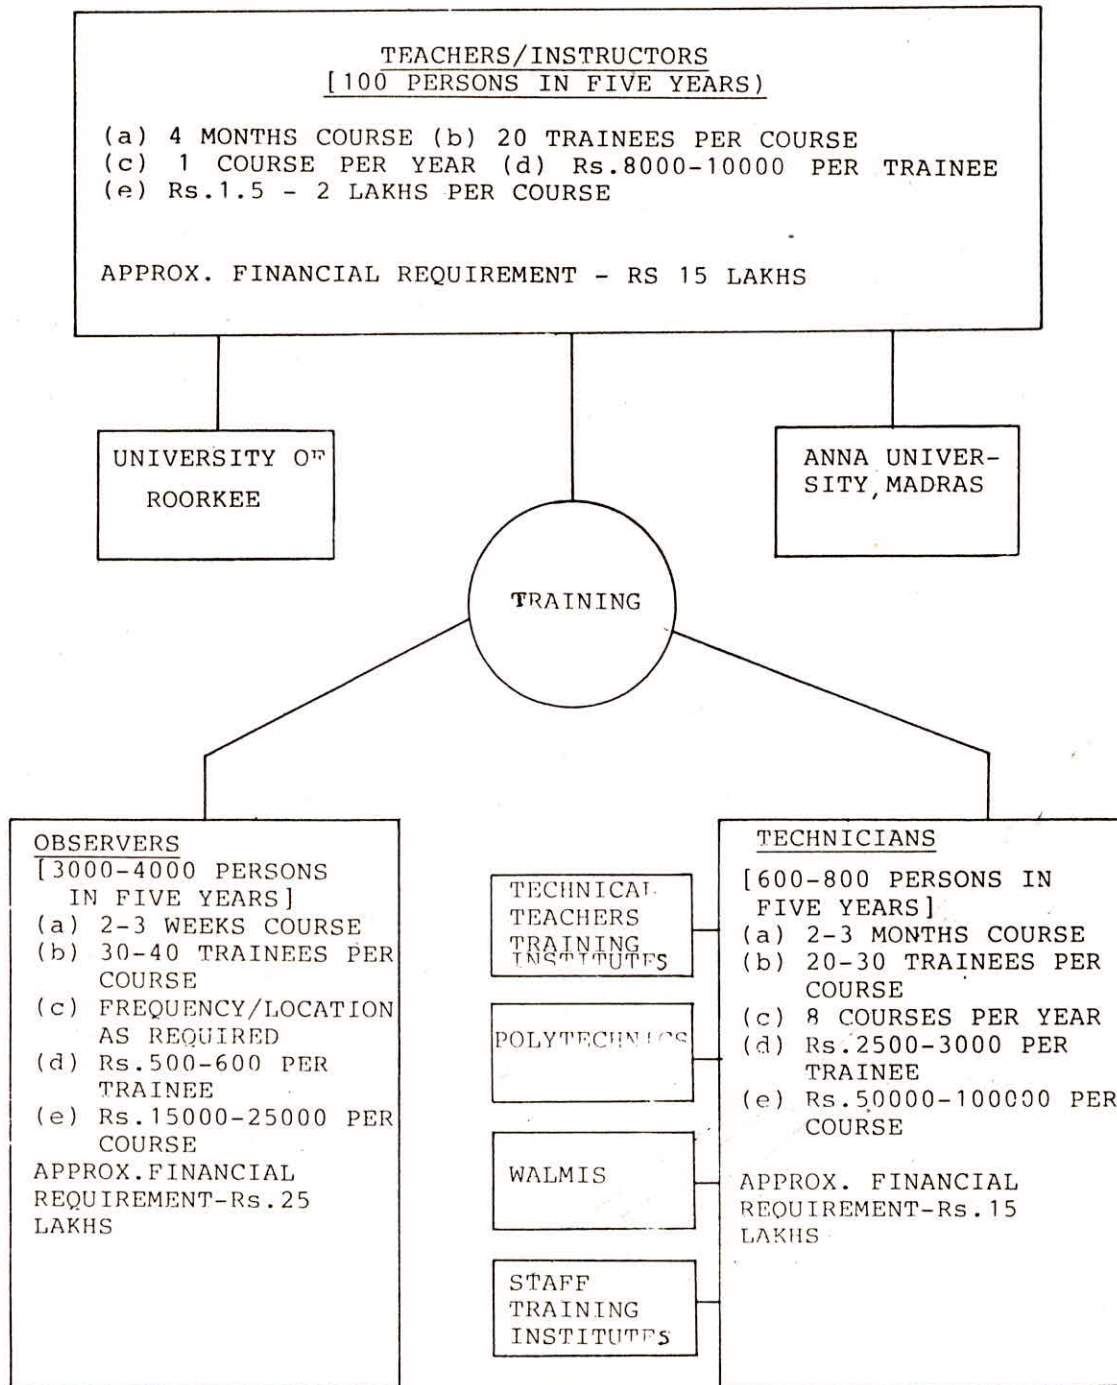 TEACHERS/INSTRUCTORS
[100 PERSONS IN FIVE YEARS)
(a) 4 MONTHS COURSE (b) 20 TRAINEES PER COURSE
(c) 1 COURSE PER YEAR (d) Rs.8000-10000 PER TRAINEE
(e) Rs.1.5 - 2 LAKHS PER COURSE
APPROX. FINANCIAL REQUIREMENT - RS 15 LAKHS
UNIVERSITY OF
ROORKEE
ANNA UNIVER-
SITY, MADRAS
TRAINING
OBSERVERS
[3000-4000 PERSONS
IN FIVE YEARS]
(a) 2-3 WEEKS COURSE
(b) 30-40 TRAINEES PER
COURSE
(c) FREQUENCY/LOCATION
AS REQUIRED
(d) Rs.500-600 PER
TRAINEE
(e) Rs.15000-25000 PER
COURSE
APPROX.FINANCIAL
REQUIREMENT-Rs.25
LAKHS
TECHNICAL
TEACHERS
TRAINING
INSTITUTES
POLYTECHNICS
WALMIS
STAFF
TRAINING
INSTITUTES
TECHNICIANS
[600-800 PERSONS IN
FIVE YEARS]
(a) 2-3 MONTHS COURSE
(b) 20-30 TRAINEES PER
COURSE
(c) 8 COURSES PER YEAR
(d) Rs.2500-3000 PER
TRAINEE
(e) Rs.50000-100000 PER
COURSE
APPROX. FINANCIAL
REQUIREMENT-Rs.15
LAKHS